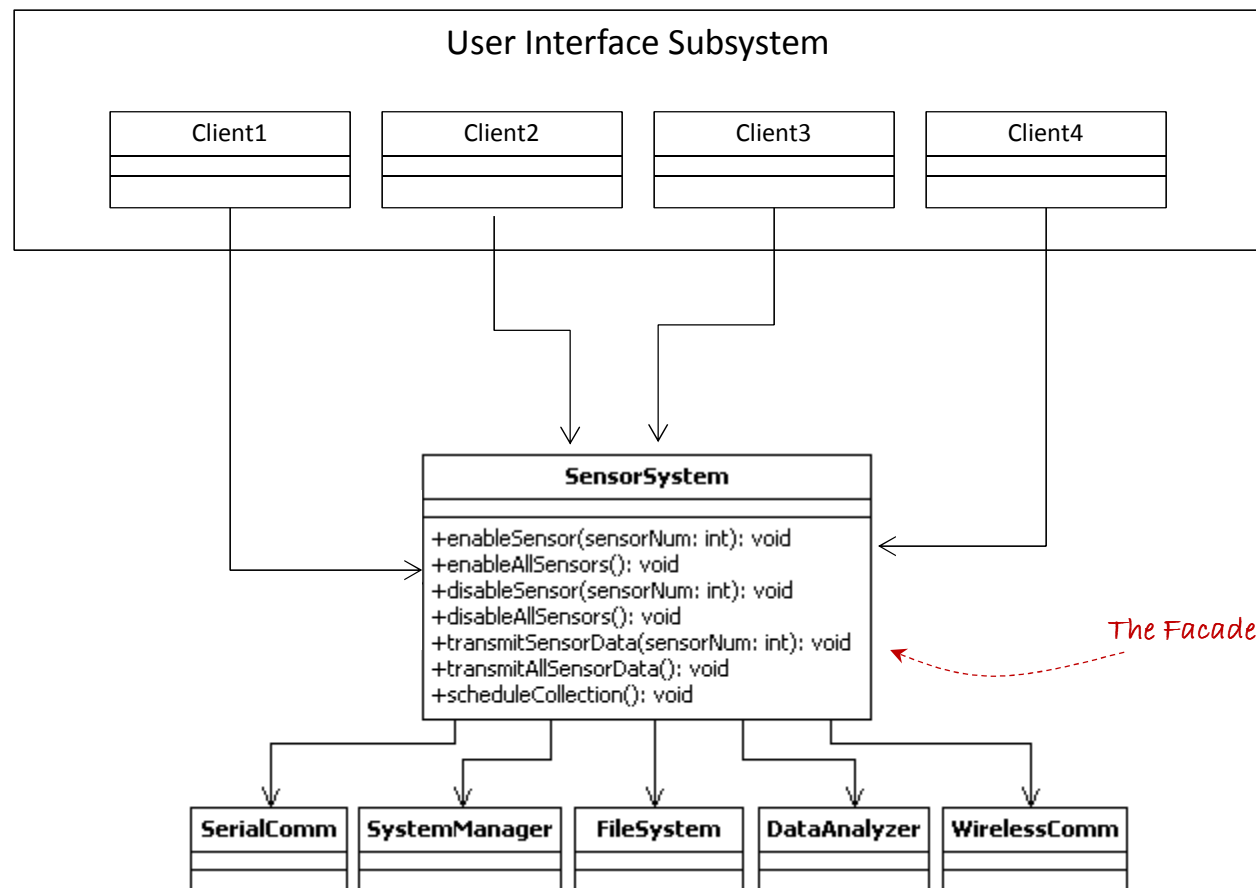 User Interface Subsystem
Client1
Client2
Client3
Client4
SensorSystem
+enableSensor(sensorNum: int): void
+enableAllSensors(): void
+disableSensor(sensorNum: int): void
+disableAllSensors(): void
+transmitSensorData(sensorNum: int): void
+transmitAllSensorData(): void
+scheduleCollection(): void
The Facade
SerialComm
SystemManager
FileSystem
DataAnalyzer
WirelessComm